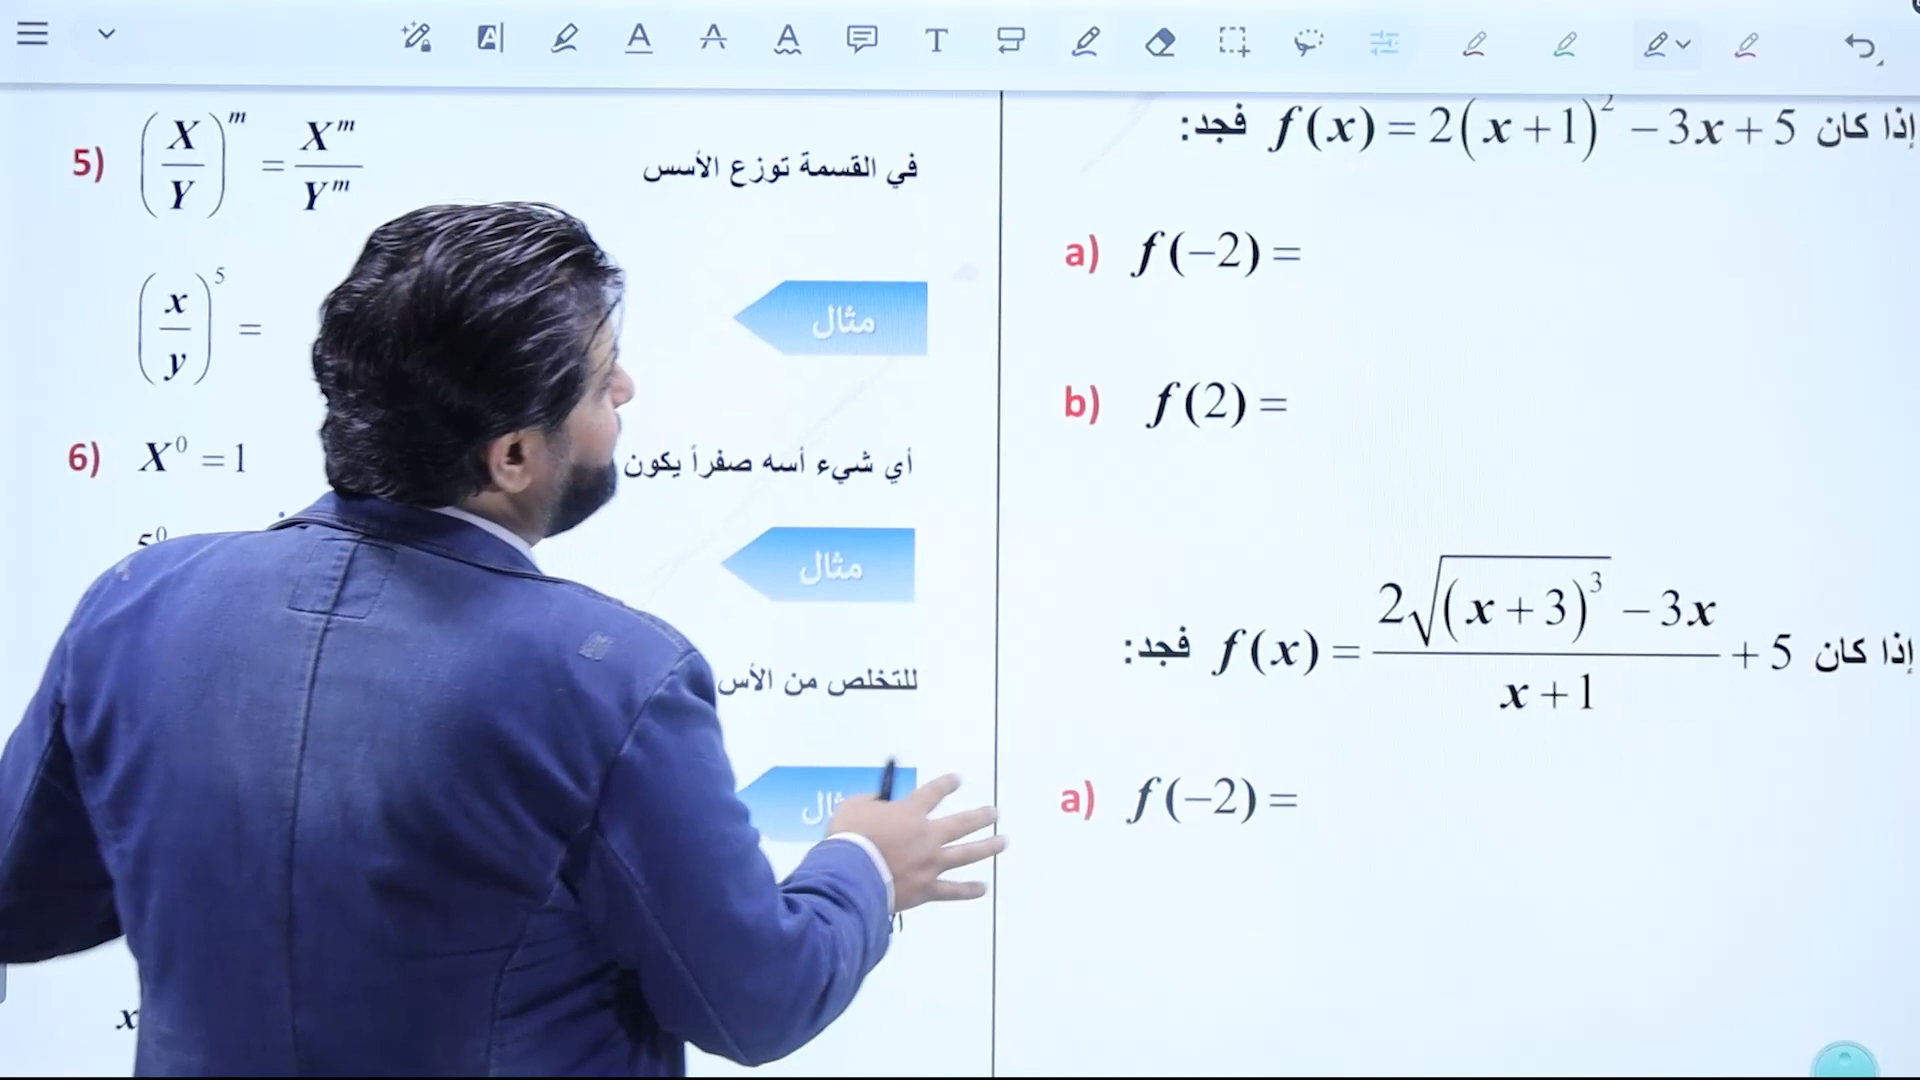 5) (X/Y)^m = X^m/Y^m في القسمة توزع الأسس
مثال
(x/y)^5 =
6) X^0 = 1 أي شيء أسه صفراً يكون
مثال
5^0
للتخلص من
x
إذا كان f(x) = 2(x+1)^2 − 3x + 5 فجد:
a) f(−2) =
b) f(2) =
إذا كان f(x) = (2√((x+3)^3) − 3x)/(x+1) + 5 فجد:
a) f(−2) =